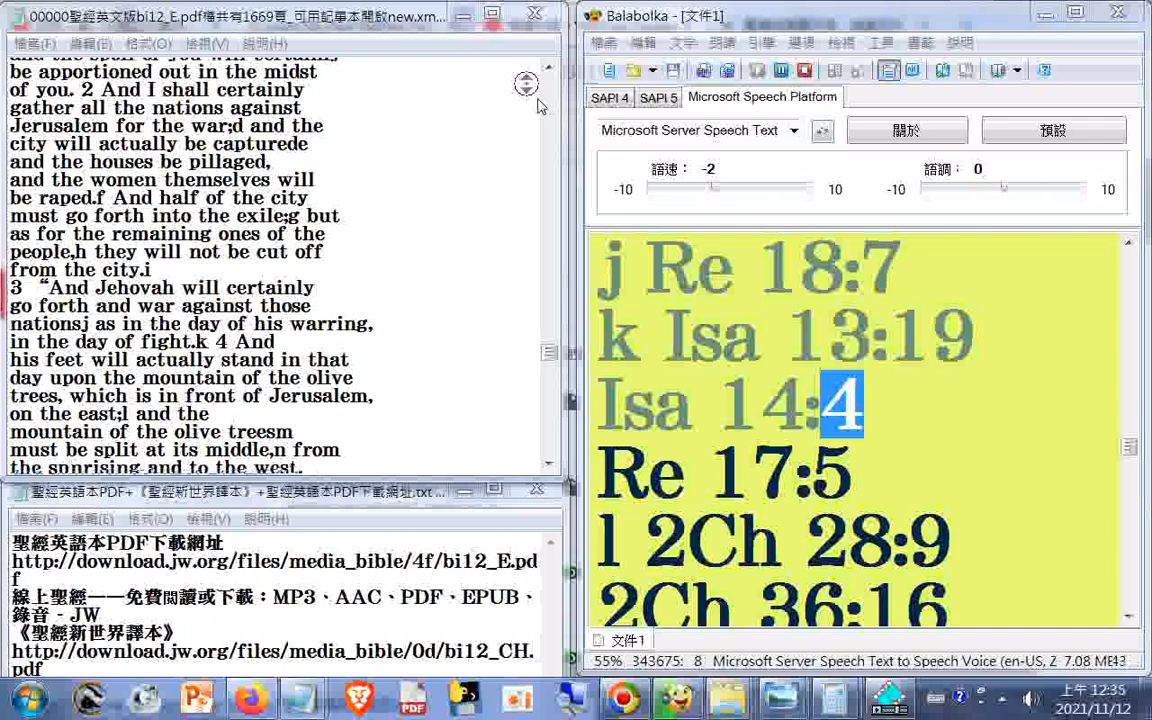 00000聖經英文版bi12_E.pdf檔共有1669頁_可用記事本開啟new.xm...
檔案(F) 編輯(E) 格式(O) 檢視(V) 說明(H)
be apportioned out in the midst
of you. 2 And I shall certainly
gather all the nations against
Jerusalem for the war;d and the
city will actually be capturede
and the houses be pillaged,
and the women themselves will
be raped.f And half of the city
must go forth into the exile;g but
as for the remaining ones of the
people,h they will not be cut off
from the city.i
3 “And Jehovah will certainly
go forth and war against those
nationsj as in the day of his warring,
in the day of fight.k 4 And
his feet will actually stand in that
day upon the mountain of the olive
trees, which is in front of Jerusalem,
on the east;l and the
mountain of the olive treesm
must be split at its middle,n from
the spnrising and to the west.
聖經英語本PDF+《聖經新世界譯本》+聖經英語本PDF下載網址.txt ...
檔案(F) 編輯(E) 格式(O) 檢視(V) 說明(H)
聖經英語本PDF下載網址
http://download.jw.org/files/media_bible/4f/bi12_E.pd
f
線上聖經——免費閱讀或下載：MP3、AAC、PDF、EPUB、
錄音 - JW
《聖經新世界譯本》
http://download.jw.org/files/media_bible/0d/bi12_CH.
pdf
Balabolka - [文件1]
檔案 編輯 文字 朗讀 引擎 選項 檢視 工具 書籤 說明
SAPI 4 SAPI 5 Microsoft Speech Platform
Microsoft Server Speech Text 關於 預設
語速： -2 語調： 0
-10 10 -10 10
j Re 18:7
k Isa 13:19
Isa 14:4
Re 17:5
l 2Ch 28:9
2Ch 36:16
文件1
55% 343675: 8 Microsoft Server Speech Text to Speech Voice (en-US, Z 7.08 ME43
上午 12:35
2021/11/12